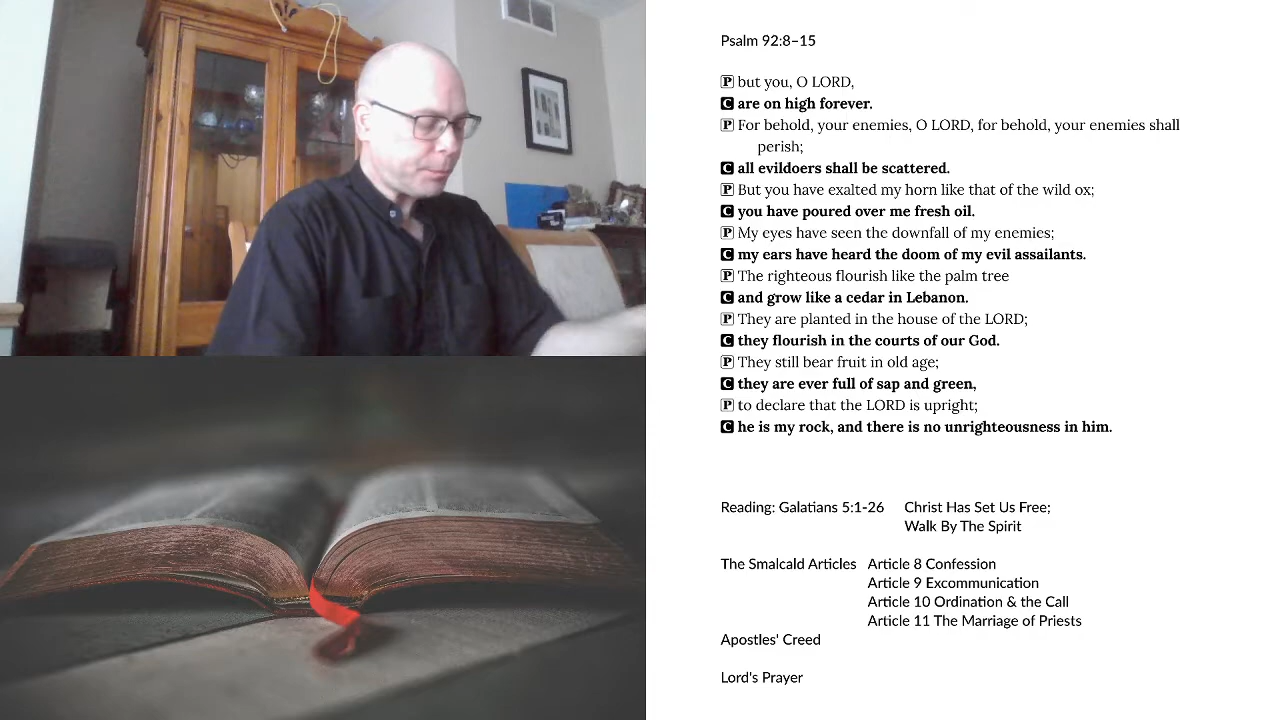 Psalm 92:8–15
P but you, O LORD,
C are on high forever.
P For behold, your enemies, O LORD, for behold, your enemies shall
perish;
C all evildoers shall be scattered.
P But you have exalted my horn like that of the wild ox;
C you have poured over me fresh oil.
P My eyes have seen the downfall of my enemies;
C my ears have heard the doom of my evil assailants.
P The righteous flourish like the palm tree
C and grow like a cedar in Lebanon.
P They are planted in the house of the LORD;
C they flourish in the courts of our God.
P They still bear fruit in old age;
C they are ever full of sap and green,
P to declare that the LORD is upright;
C he is my rock, and there is no unrighteousness in him.
Reading: Galatians 5:1-26 Christ Has Set Us Free;
Walk By The Spirit
The Smalcald Articles Article 8 Confession
Article 9 Excommunication
Article 10 Ordination & the Call
Article 11 The Marriage of Priests
Apostles' Creed
Lord's Prayer